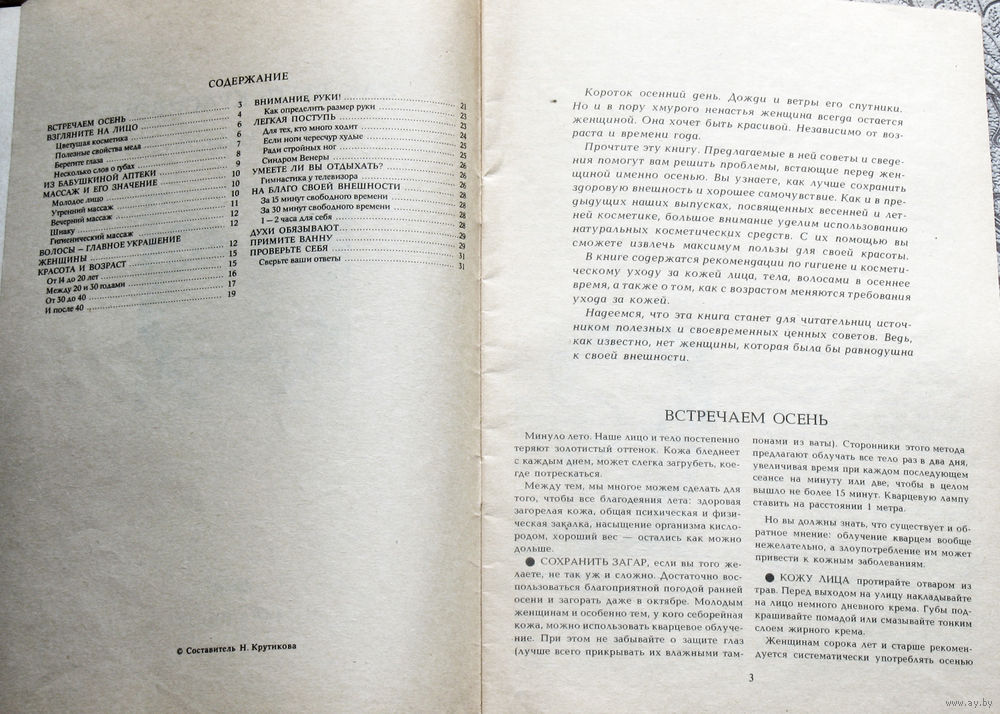 СОДЕРЖАНИЕ
ВСТРЕЧАЕМ ОСЕНЬ 3
ВЗГЛЯНИТЕ НА ЛИЦО 4
Цветущая косметика 6
Полезные свойства меда 6
Берегите глаза 7
Несколько слов о губах 8
ИЗ БАБУШКИНОЙ АПТЕКИ 9
МАССАЖ И ЕГО ЗНАЧЕНИЕ 10
Молодое лицо 10
Утренний массаж 10
Вечерний массаж 11
Шиаку 12
Гигиенический массаж 12
ВОЛОСЫ — ГЛАВНОЕ УКРАШЕНИЕ
ЖЕНЩИНЫ 12
КРАСОТА И ВОЗРАСТ 15
От 14 до 20 лет 15
Между 20 и 30 годами 16
От 30 до 40 17
И после 40 19
ВНИМАНИЕ, РУКИ! 21
Как определить размер руки 23
ЛЕГКАЯ ПОСТУПЬ 23
Для тех, кто много ходит 23
Если ноги чересчур худые 24
Ради стройных ног 25
Синдром Венеры 25
УМЕЕТЕ ЛИ ВЫ ОТДЫХАТЬ? 26
Гимнастика у телевизора 26
НА БЛАГО СВОЕЙ ВНЕШНОСТИ 28
За 15 минут свободного времени 28
За 30 минут свободного времени 28
1 — 2 часа для себя 28
ДУХИ ОБЯЗЫВАЮТ 29
ПРИМИТЕ ВАННУ 29
ПРОВЕРЬТЕ СЕБЯ 31
Сверьте ваши ответы 31
© Составитель Н. Крутикова
Короток осенний день. Дожди и ветры его спутники.
Но и в пору хмурого ненастья женщина всегда остается
женщиной. Она хочет быть красивой. Независимо от воз-
раста и времени года.
Прочтите эту книгу. Предлагаемые в ней советы и сведе-
ния помогут вам решить проблемы, встающие перед жен-
щиной именно осенью. Вы узнаете, как лучше сохранить
здоровую внешность и хорошее самочувствие. Как и в пре-
дыдущих наших выпусках, посвященных весенней и лет-
ней косметике, большое внимание уделим использованию
натуральных косметических средств. С их помощью вы
сможете извлечь максимум пользы для своей красоты.
В книге содержатся рекомендации по гигиене и космети-
ческому уходу за кожей лица, тела, волосами в осеннее
время, а также о том, как с возрастом меняются требования
ухода за кожей.
Надеемся, что эта книга станет для читательниц источ-
ником полезных и своевременных ценных советов. Ведь,
как известно, нет женщины, которая была бы равнодушна
к своей внешности.
ВСТРЕЧАЕМ ОСЕНЬ
Минуло лето. Наше лицо и тело постепенно
теряют золотистый оттенок. Кожа бледнеет
с каждым днем, может слегка загрубеть, кое-
где потрескаться.
Между тем, мы многое можем сделать для
того, чтобы все благодеяния лета: здоровая
загорелая кожа, общая психическая и физи-
ческая закалка, насыщение организма кисло-
родом, хороший вес — остались как можно
дольше.
● СОХРАНИТЬ ЗАГАР, если вы того же-
лаете, не так уж и сложно. Достаточно вос-
пользоваться благоприятной погодой ранней
осени и загорать даже в октябре. Молодым
женщинам и особенно тем, у кого себорейная
кожа, можно использовать кварцевое облуче-
ние. При этом не забывайте о защите глаз
(лучше всего прикрывать их влажными там-
понами из ваты). Сторонники этого метода
предлагают облучать все тело раз в два дня,
увеличивая время при каждом последующем
сеансе на минуту или две, чтобы в целом
вышло не более 15 минут. Кварцевую лампу
ставить на расстоянии 1 метра.
Но вы должны знать, что существует и об-
ратное мнение: облучение кварцем вообще
нежелательно, а злоупотребление им может
привести к кожным заболеваниям.
● КОЖУ ЛИЦА протирайте отваром из
трав. Перед выходом на улицу накладывайте
на лицо немного дневного крема. Губы под-
крашивайте помадой или смазывайте тонким
слоем жирного крема.
Женщинам сорока лет и старше рекомен-
дуется систематически употреблять осенью
3
www.ay.by